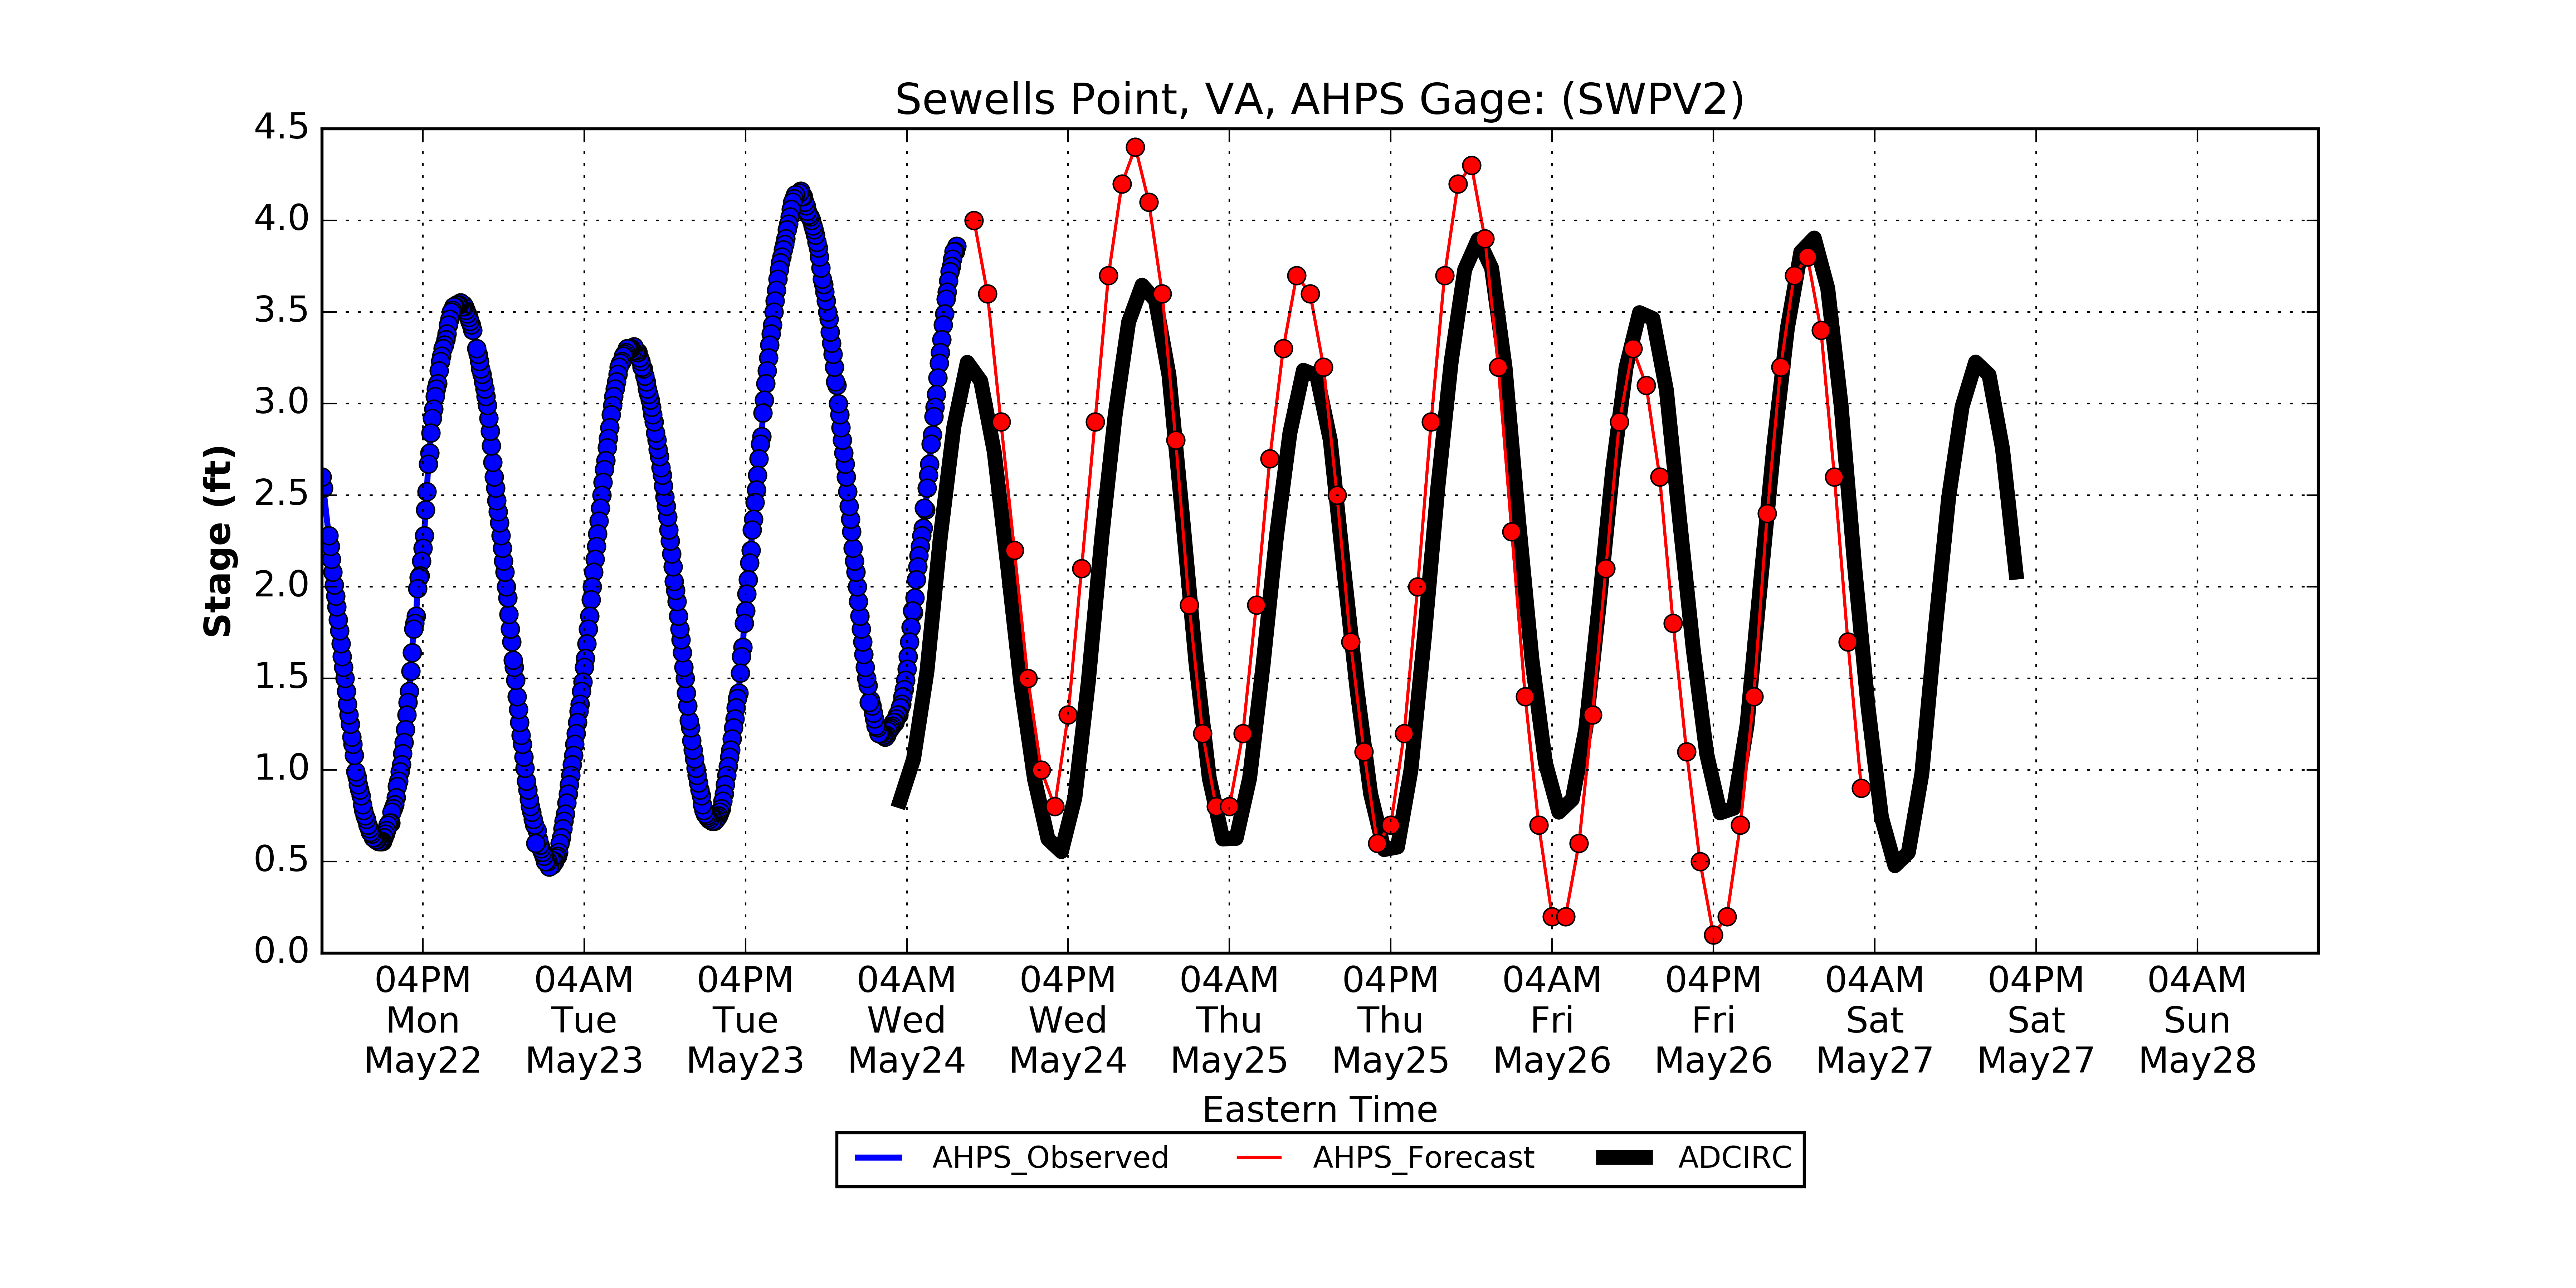 Sewells Point, VA, AHPS Gage: (SWPV2)
4.5
4.0
3.5
3.0
2.5
2.0
1.5
1.0
0.5
0.0
Stage (ft)
04PM 04AM 04PM 04AM 04PM 04AM 04PM 04AM 04PM 04AM 04PM 04AM
Mon Tue Tue Wed Wed Thu Thu Fri Fri Sat Sat Sun
May22 May23 May23 May24 May24 May25 May25 May26 May26 May27 May27 May28
Eastern Time
AHPS_Observed AHPS_Forecast ADCIRC